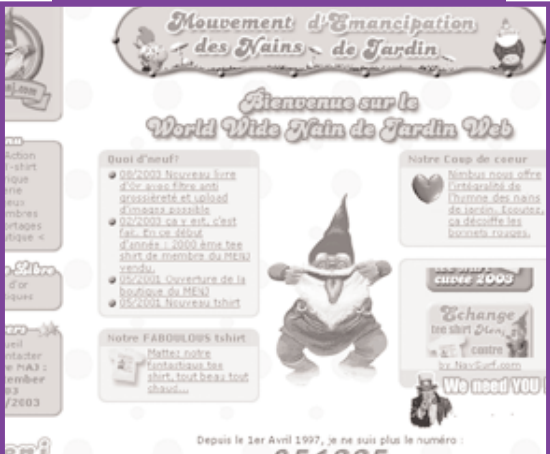 Mouvement d'Emancipation
des Nains de Jardin
Bienvenue sur le
World Wide Nain de Jardin Web
Quoi d'neuf?
08/2003 Nouveau livre
d'Or avec filtre anti
grossièreté et upload
d'images possible
02/2003 ça y est, c'est
fait. En ce début
d'année : 2000 ème tee
shirt de membre du MENJ
vendu.
05/2001 Ouverture de la
boutique du MENJ
05/2001 Nouveau tshirt
Notre FABOULOUS tshirt
Mattez notre
fantastique tee
shirt, tout beau tout
chaud...
Notre Coup de coeur
Nimbus nous offre
l'intégralité de
l'hymne des nains
de jardin. Ecoutez,
ca décoiffe les
bonnets rouges.
cuvée 2003
Echange
tee shirt Menj
contre
by NavSurf.com
We need YOU
Action
t-shirt
d'or
Depuis le 1er Avril 1997, je ne suis plus le numéro :